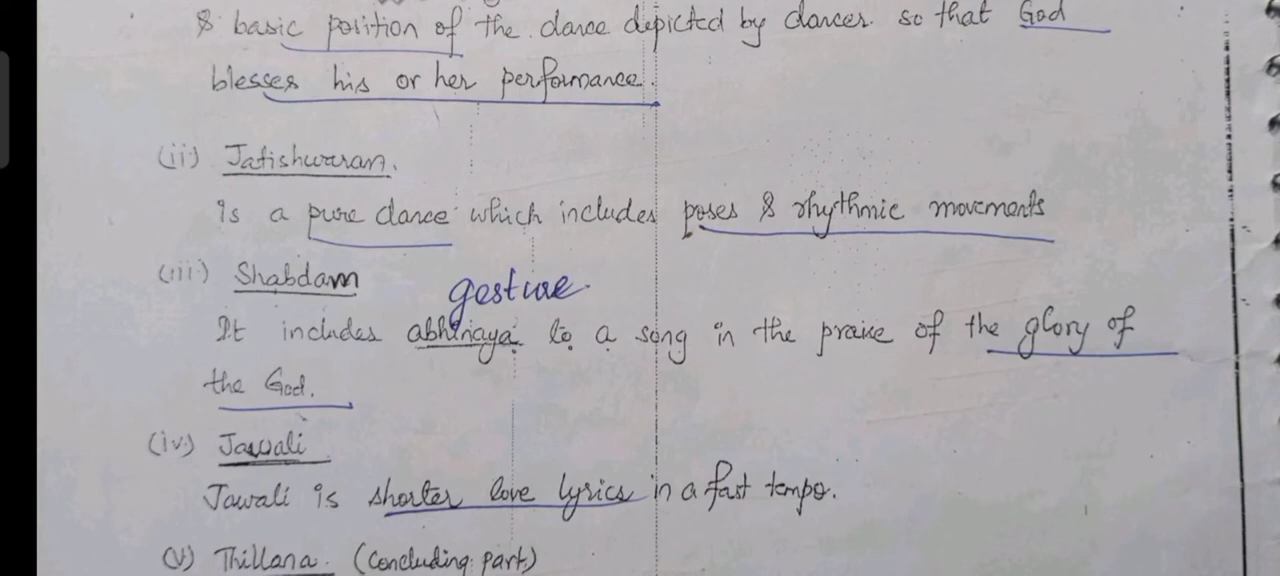 & basic position of the dance depicted by dancer so that God
blesses his or her performance.
(ii) Jatishwaran.
is a pure dance which includes poses & rhythmic movements
(iii) Shabdam
gesture.
It includes abhinaya to a song in the praise of the glory of
the God.
(iv.) Jawali
Jawali is shorter love lyrics in a fast tempo.
(v) Thillana. (Concluding part)